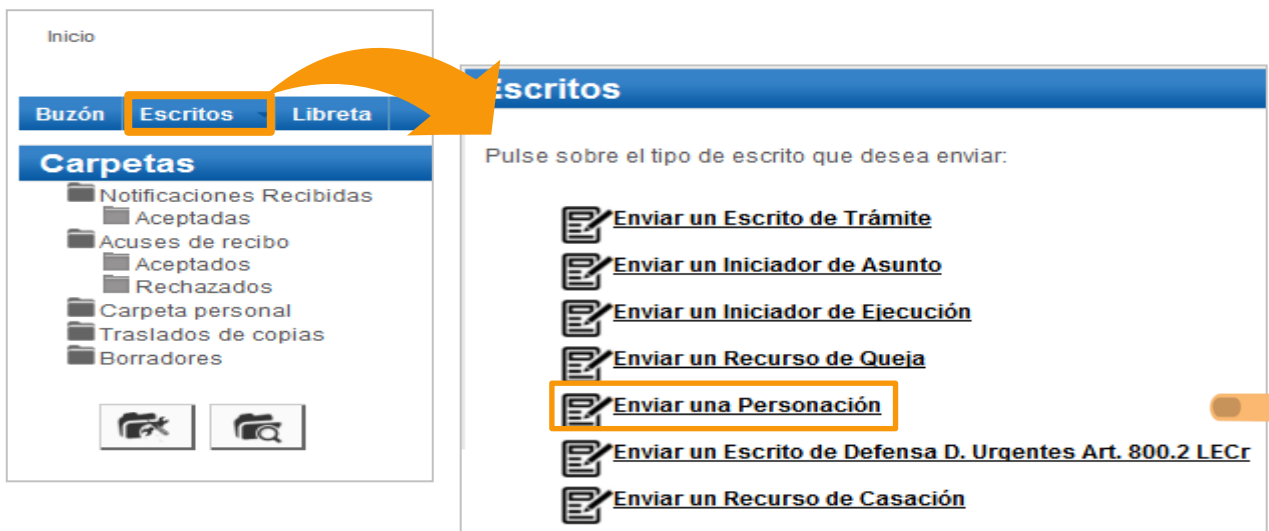 Inicio
Buzón Escritos Libreta
Carpetas
Notificaciones Recibidas
Aceptadas
Acuses de recibo
Aceptados
Rechazados
Carpeta personal
Traslados de copias
Borradores
Escritos
Pulse sobre el tipo de escrito que desea enviar:
Enviar un Escrito de Trámite
Enviar un Iniciador de Asunto
Enviar un Iniciador de Ejecución
Enviar un Recurso de Queja
Enviar una Personación
Enviar un Escrito de Defensa D. Urgentes Art. 800.2 LECr
Enviar un Recurso de Casación